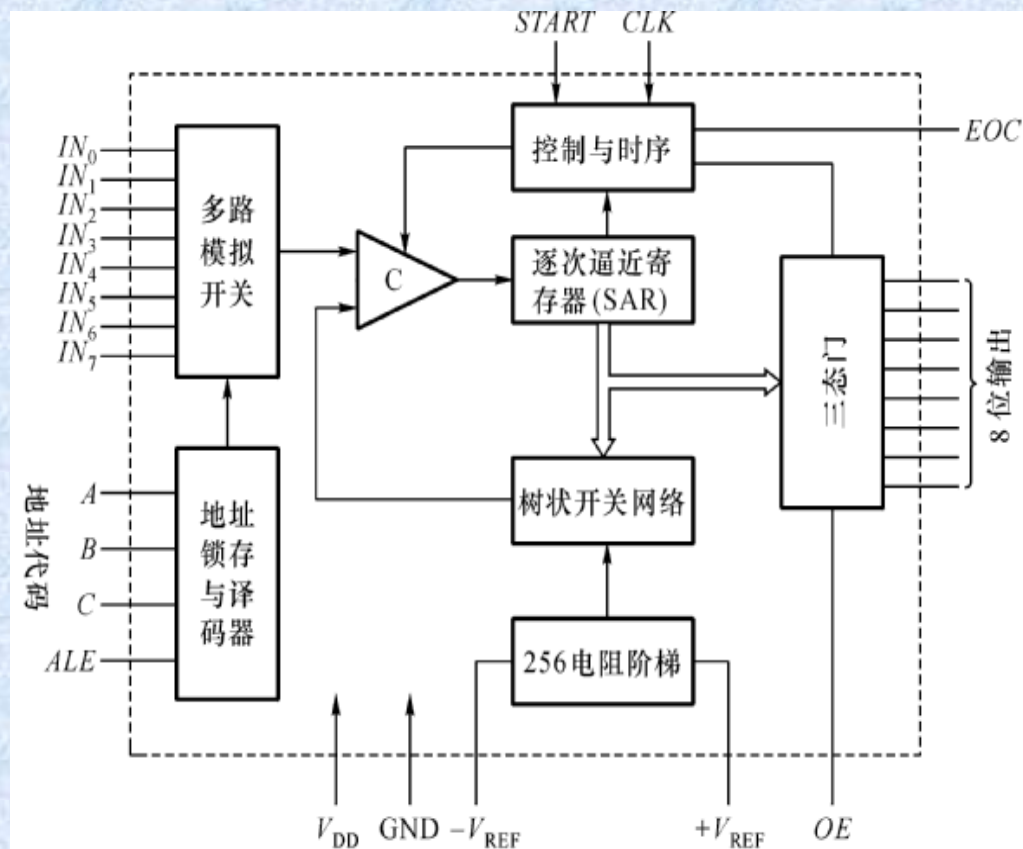 START CLK
EOC
控制与时序
IN₀
IN₁
IN₂
IN₃
IN₄
IN₅
IN₆
IN₇
多路
模拟
开关
C
逐次逼近寄
存器(SAR)
三态门
8位输出
树状开关网络
地址代码
A
B
C
ALE
地址
锁存
与译
码器
256电阻阶梯
V_DD GND –V_REF +V_REF OE